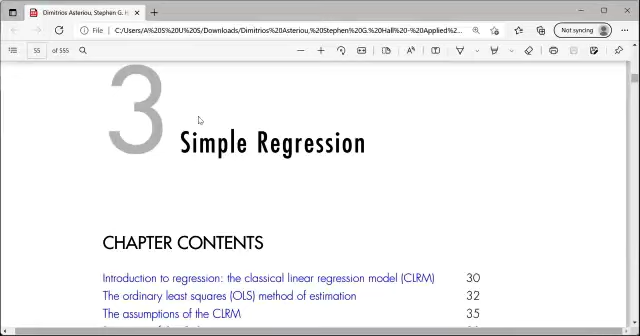 Dimitrios Asteriou, Stephen G. H
File
C:/Users/A%20S%20U%20S/Downloads/Dimitrios%20Asteriou,%20Stephen%20G.%20Hall%20-%20Applied%2...
Not syncing
55 of 555
3
Simple Regression
CHAPTER CONTENTS
Introduction to regression: the classical linear regression model (CLRM) 30
The ordinary least squares (OLS) method of estimation 32
The assumptions of the CLRM 35